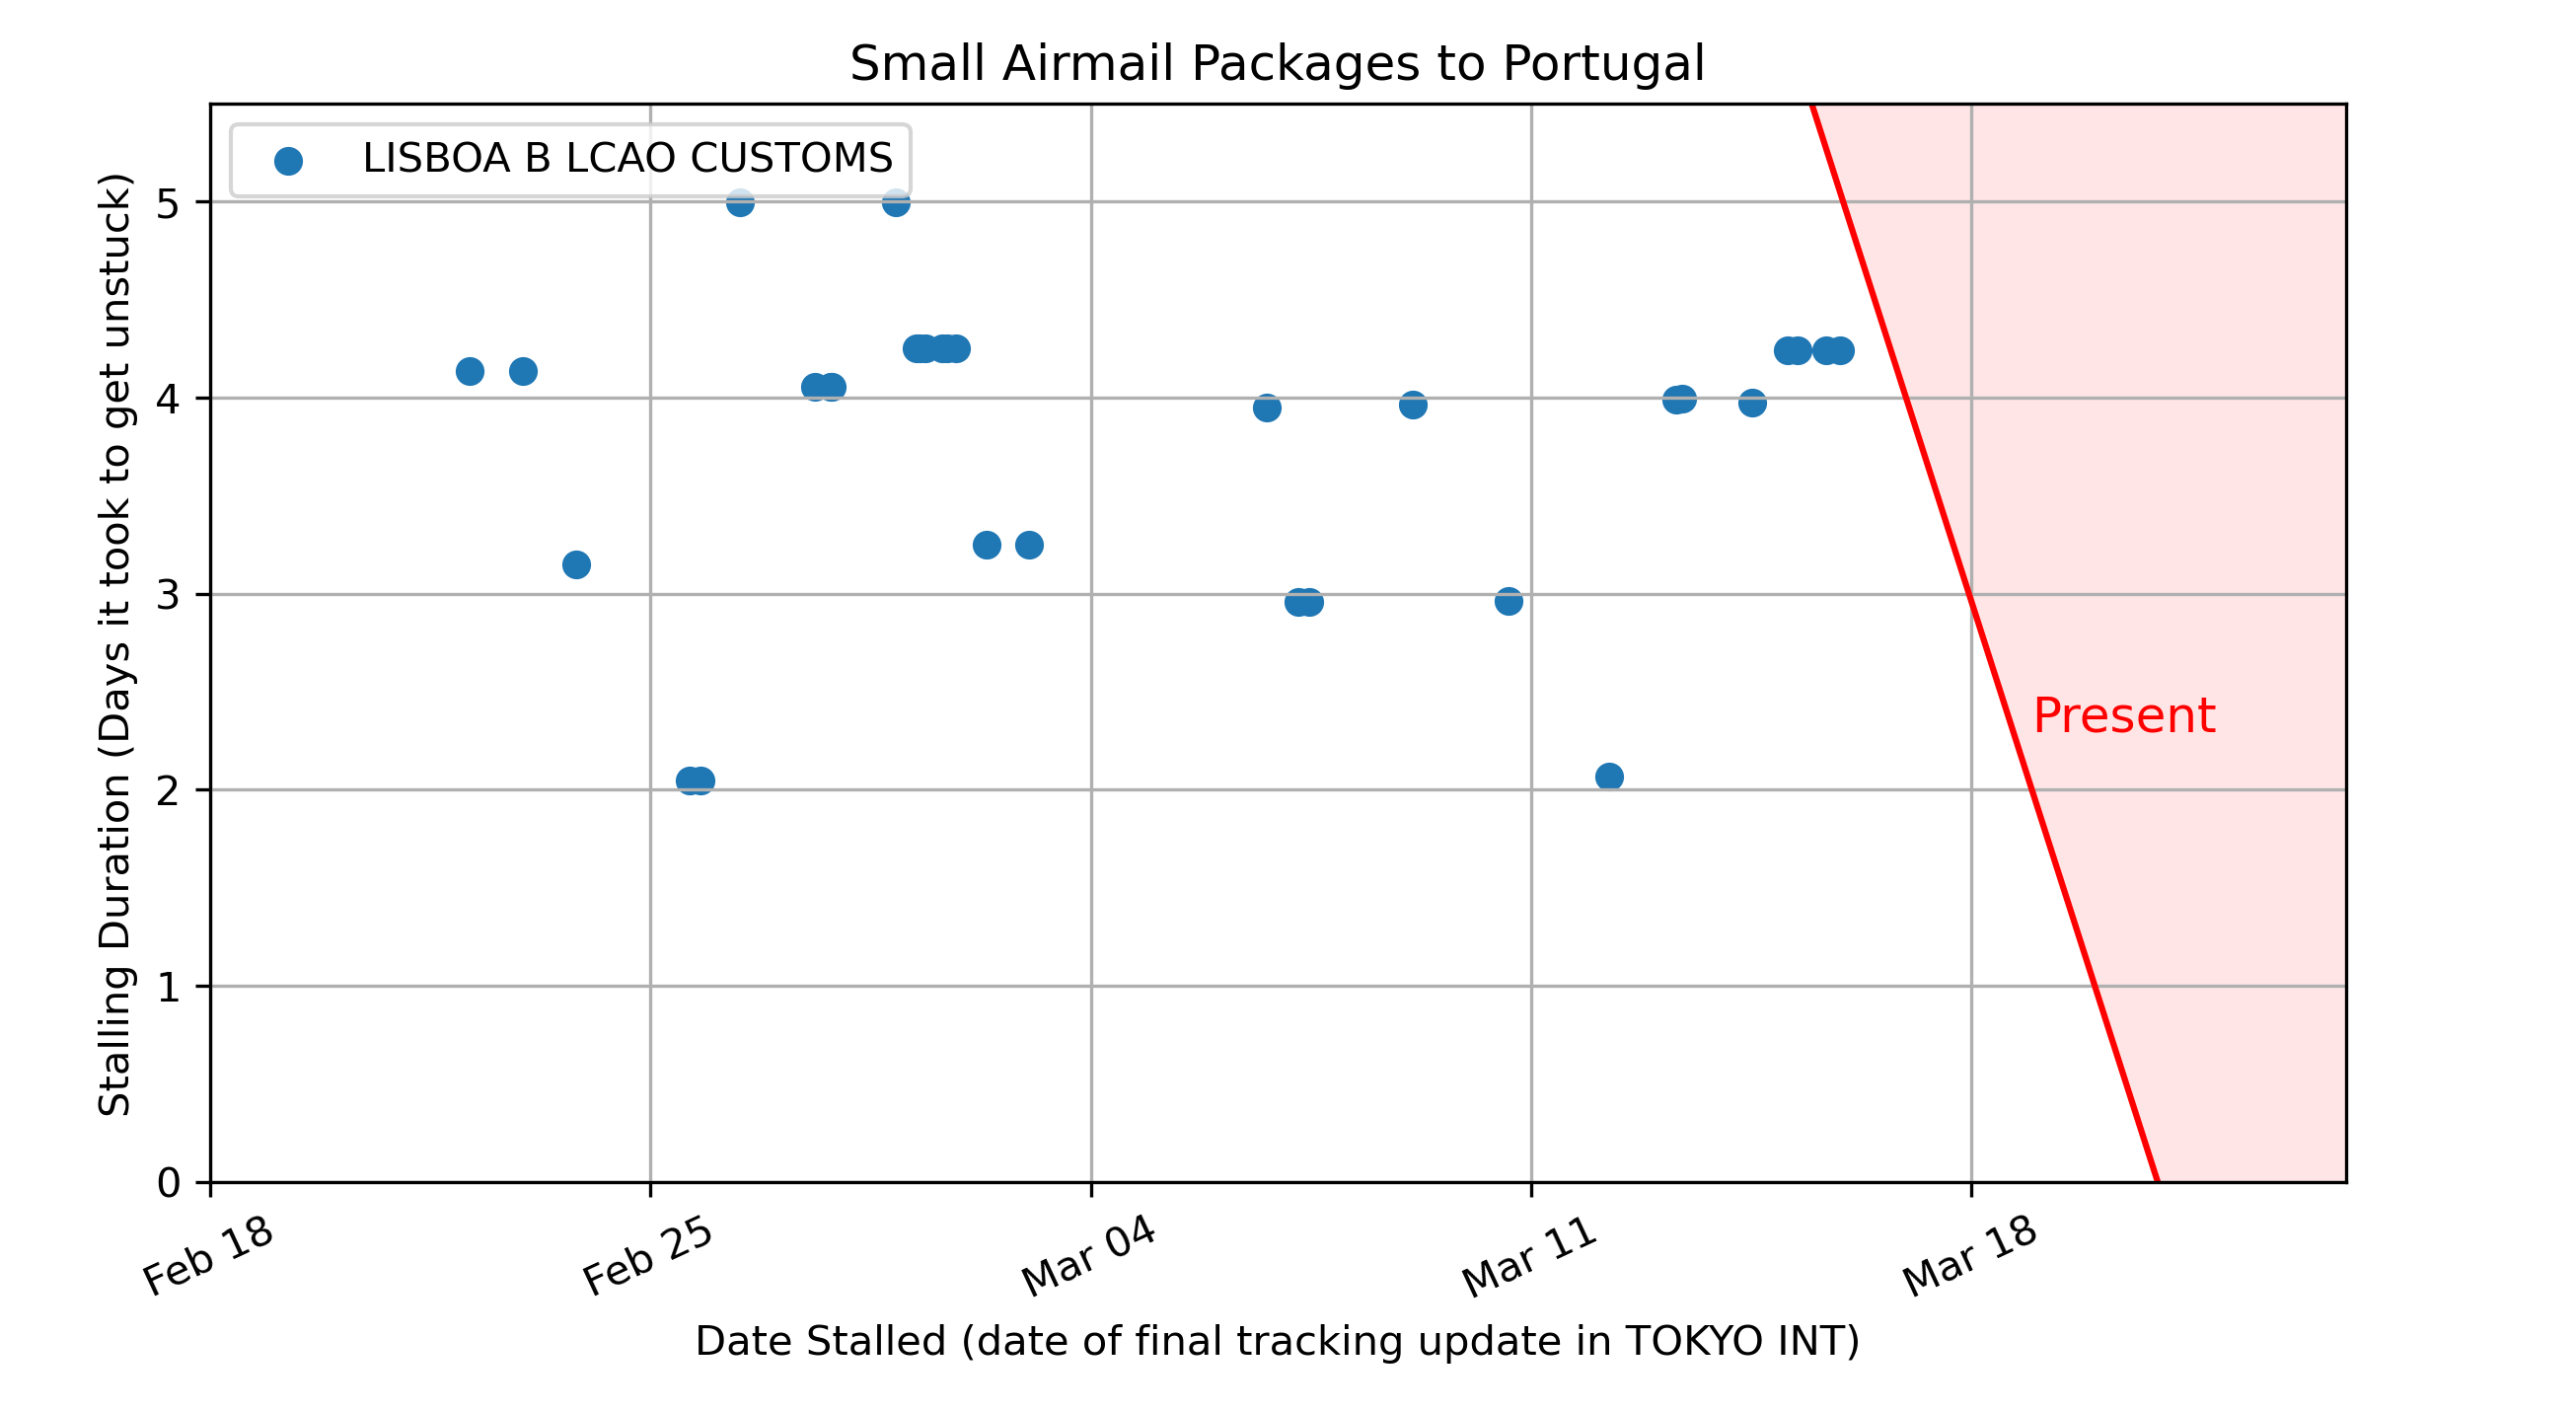 Small Airmail Packages to Portugal
LISBOA B LCAO CUSTOMS
Stalling Duration (Days it took to get unstuck)
5
4
3
2
1
0
Present
Feb 18
Feb 25
Mar 04
Mar 11
Mar 18
Date Stalled (date of final tracking update in TOKYO INT)